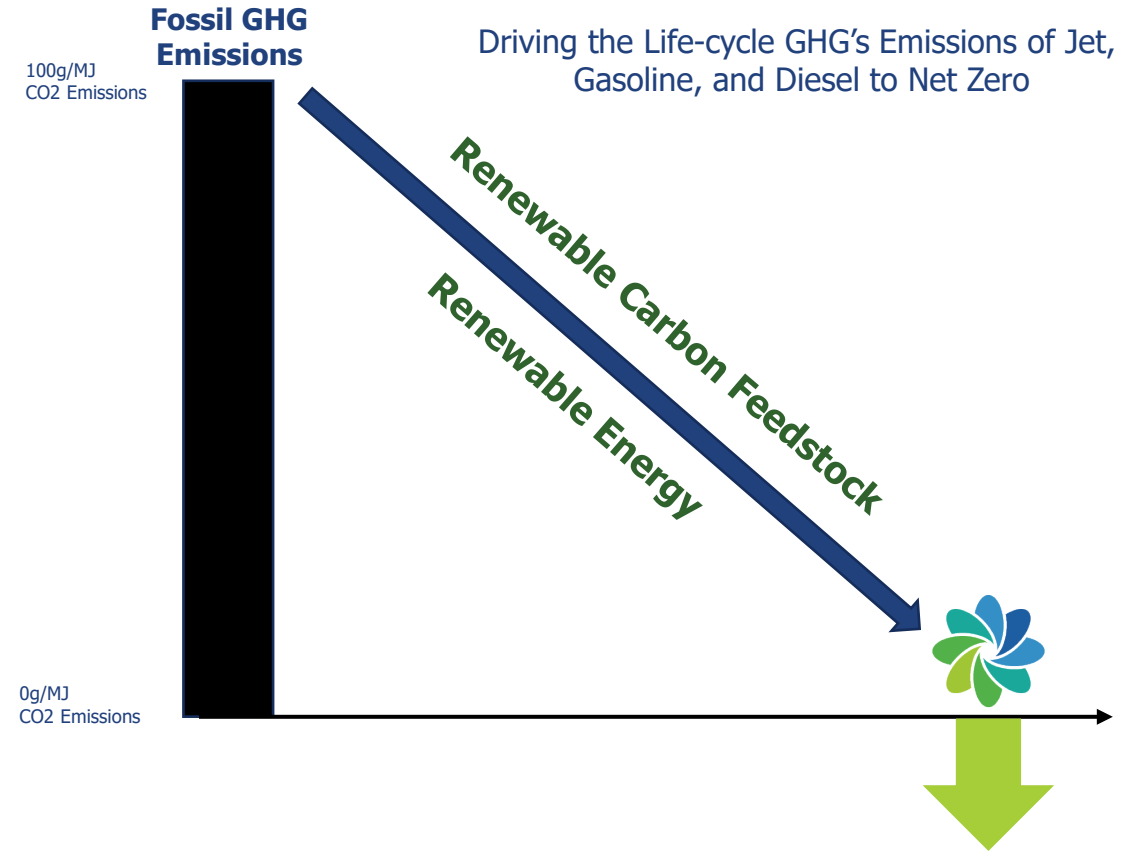 Fossil GHG
Emissions
Driving the Life-cycle GHG's Emissions of Jet,
Gasoline, and Diesel to Net Zero
100g/MJ
CO2 Emissions
Renewable Carbon Feedstock
Renewable Energy
0g/MJ
CO2 Emissions